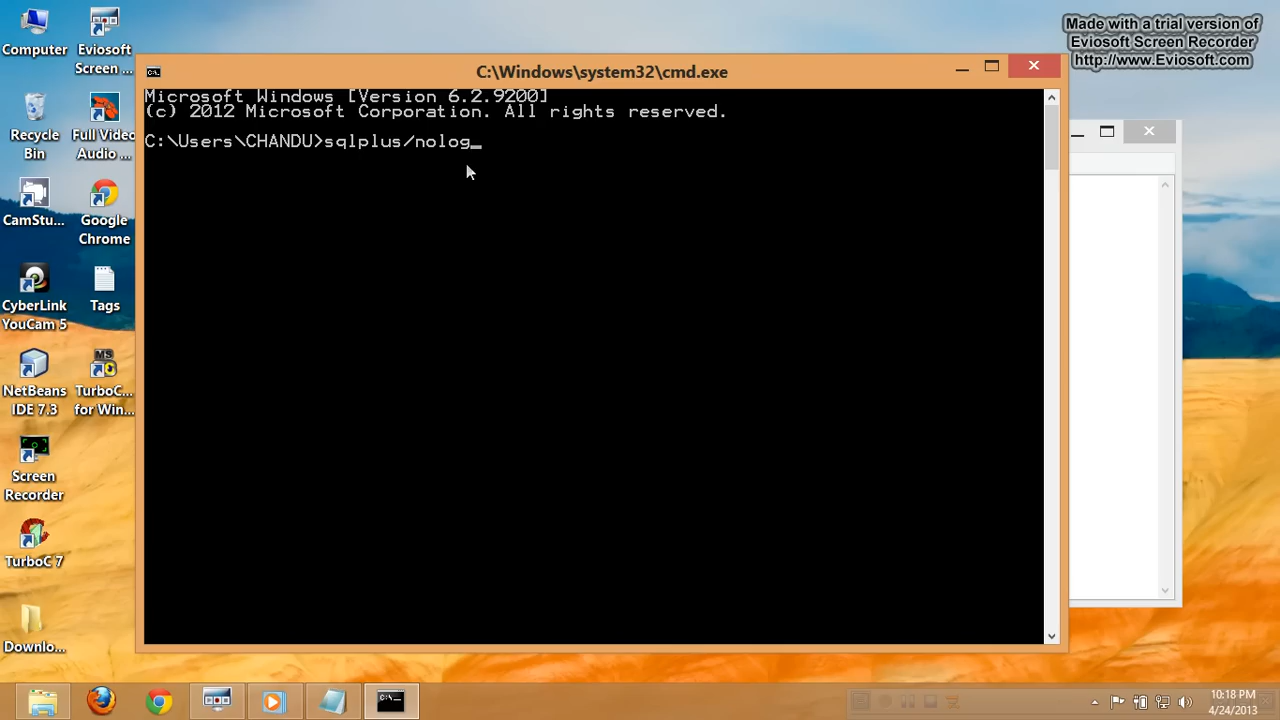 Computer
Eviosoft
Screen ...
Recycle
Bin
Full Video
Audio ...
CamStu...
Google
Chrome
CyberLink
YouCam 5
Tags
NetBeans
IDE 7.3
MS
TurboC...
for Win...
Screen
Recorder
TurboC 7
Downlo...
Made with a trial version of
Eviosoft Screen Recorder
http://www.Eviosoft.com
C:\Windows\system32\cmd.exe
Microsoft Windows [Version 6.2.9200]
(c) 2012 Microsoft Corporation. All rights reserved.
C:\Users\CHANDU>sqlplus/nolog_
10:18 PM
4/24/2013